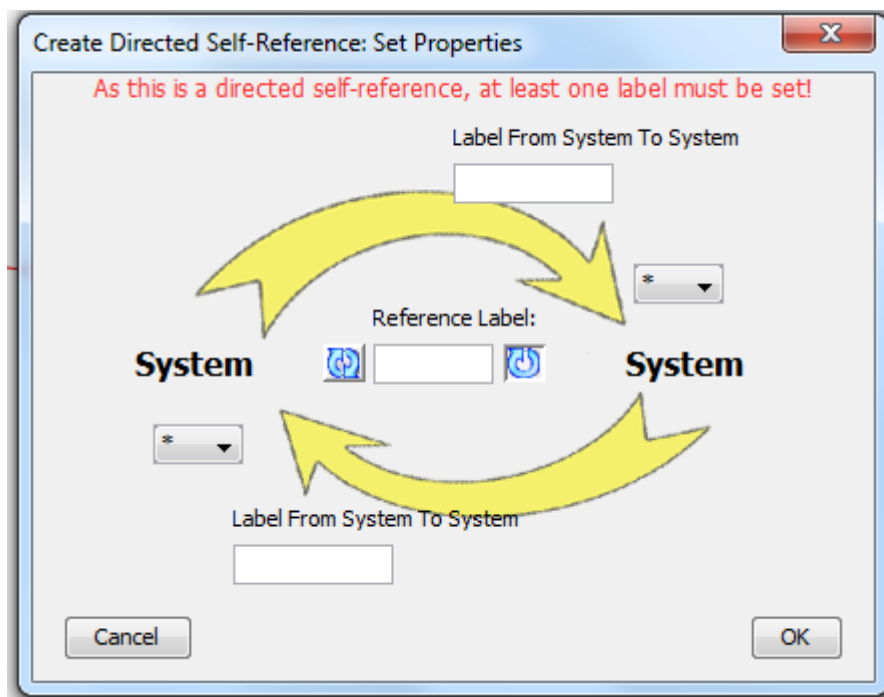 Create Directed Self-Reference: Set Properties
As this is a directed self-reference, at least one label must be set!
Label From System To System
*
Reference Label:
System
System
*
Label From System To System
Cancel
OK